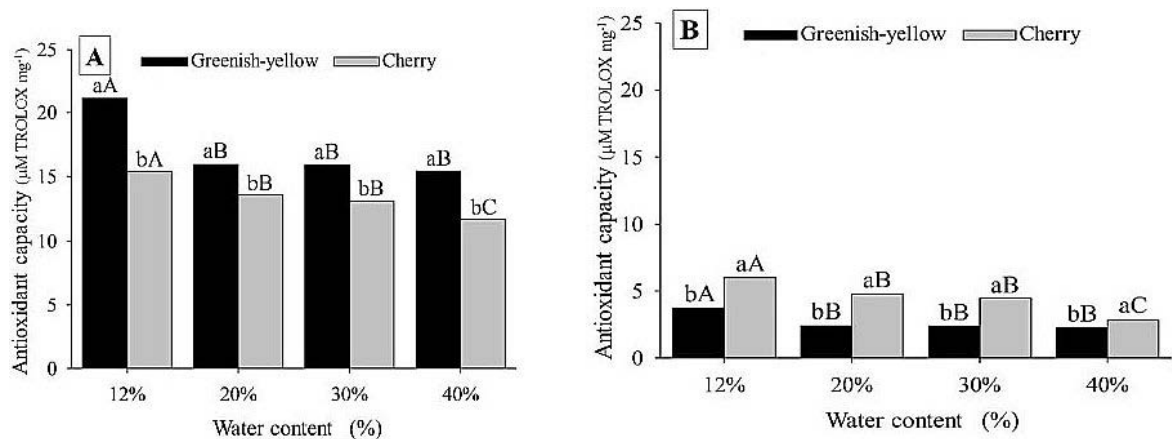 A
Greenish-yellow Cherry
Antioxidant capacity (µM TROLOX mg⁻¹)
25
20
15
10
5
0
aA
bA
aB
bB
aB
bB
aB
bC
12% 20% 30% 40%
Water content (%)
B
Greenish-yellow Cherry
Antioxidant capacity (µM TROLOX mg⁻¹)
25
20
15
10
5
0
bA
aA
bB
aB
bB
aB
bB
aC
12% 20% 30% 40%
Water content (%)